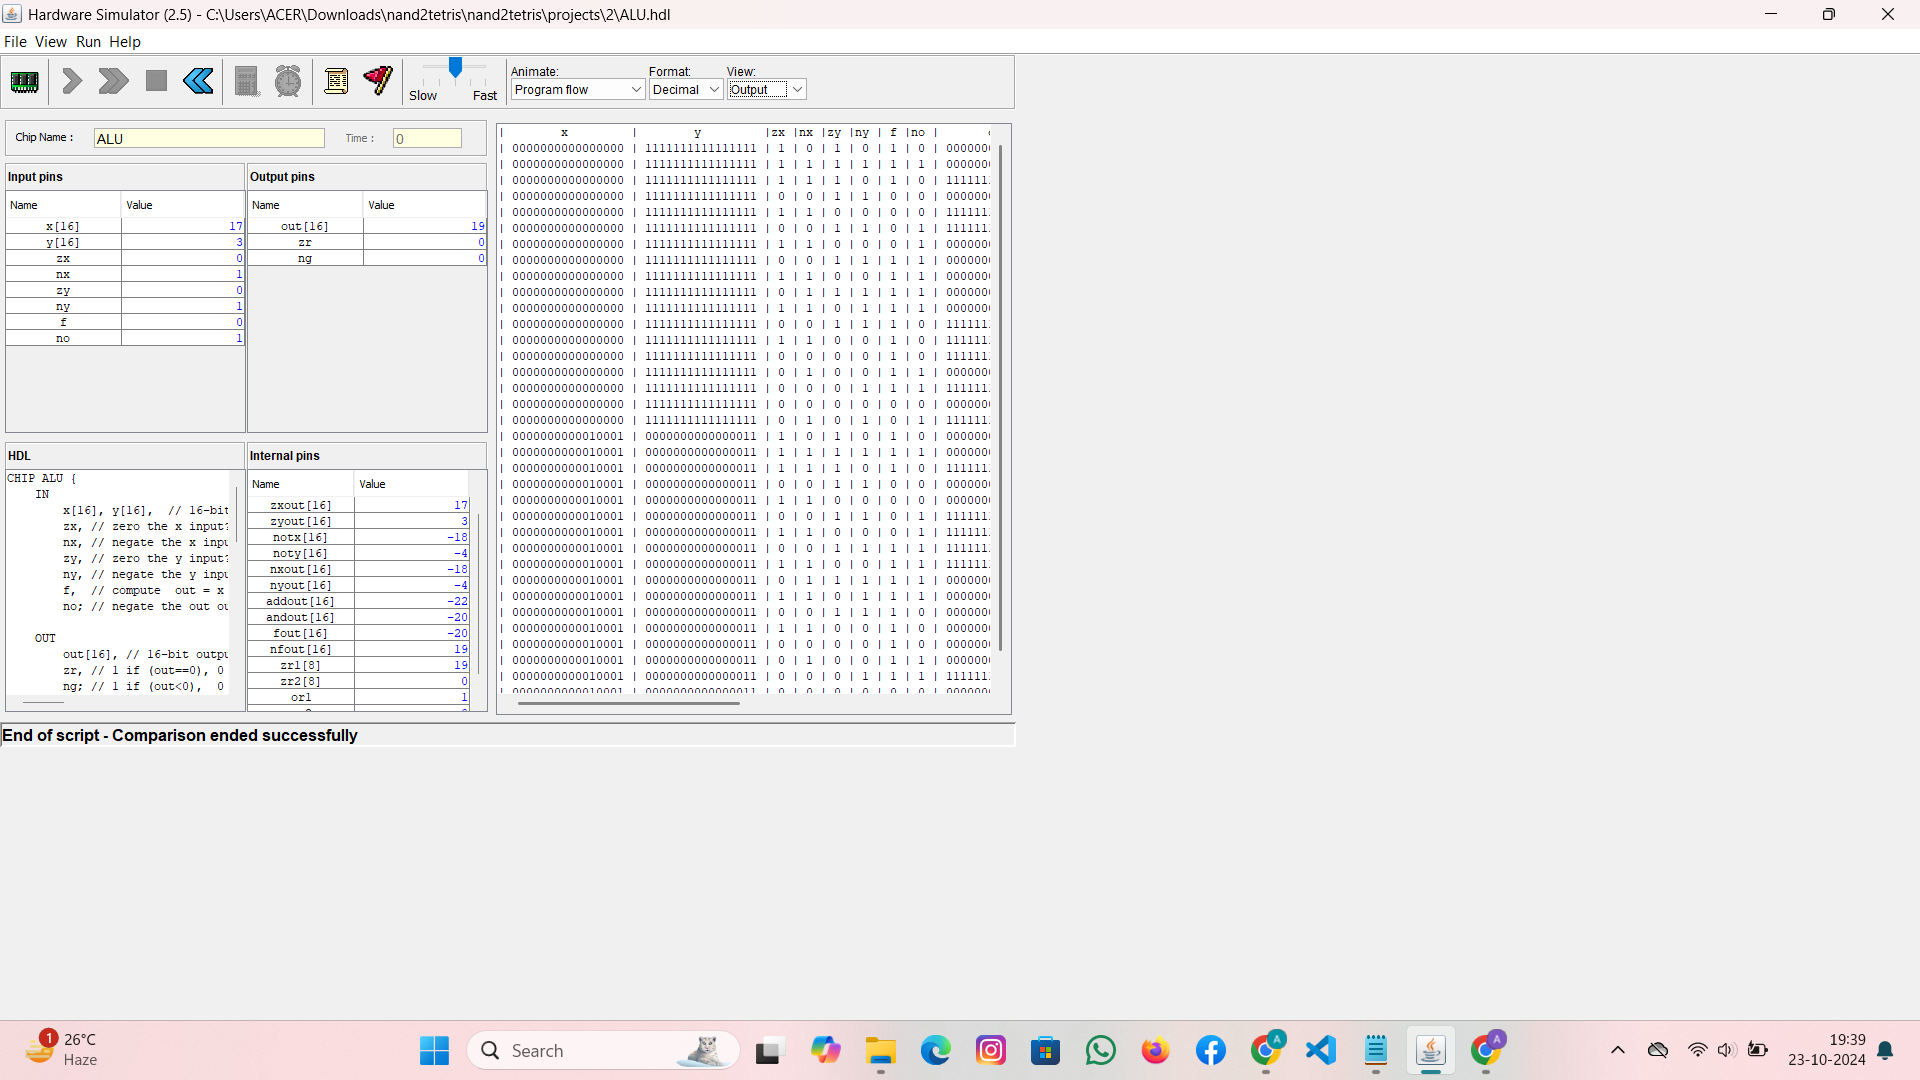 Hardware Simulator (2.5) - C:\Users\ACER\Downloads\nand2tetris\nand2tetris\projects\2\ALU.hdl
File View Run Help
Slow Fast
Animate: Format: View:
Program flow Decimal Output
Chip Name : ALU Time : 0
Input pins
Name Value
x[16] 17
y[16] 3
zx 0
nx 1
zy 0
ny 1
f 0
no 1
Output pins
Name Value
out[16] 19
zr 0
ng 0
HDL
CHIP ALU {
IN
x[16], y[16], // 16-bit
zx, // zero the x input?
nx, // negate the x inpu
zy, // zero the y input?
ny, // negate the y inpu
f, // compute out = x
no; // negate the out ou
OUT
out[16], // 16-bit outpu
zr, // 1 if (out==0), 0
ng; // 1 if (out<0), 0
Internal pins
Name Value
zxout[16] 17
zyout[16] 3
notx[16] -18
noty[16] -4
nxout[16] -18
nyout[16] -4
addout[16] -22
andout[16] -20
fout[16] -20
nfout[16] 19
zr1[8] 19
zr2[8] 0
or1 1
| x | y |zx |nx |zy |ny | f |no |
| 0000000000000000 | 1111111111111111 | 1 | 0 | 1 | 0 | 1 | 0 | 000000
| 0000000000000000 | 1111111111111111 | 1 | 1 | 1 | 1 | 1 | 1 | 000000
| 0000000000000000 | 1111111111111111 | 1 | 1 | 1 | 0 | 1 | 0 | 111111
| 0000000000000000 | 1111111111111111 | 0 | 0 | 1 | 1 | 0 | 0 | 000000
| 0000000000000000 | 1111111111111111 | 1 | 1 | 0 | 0 | 0 | 0 | 111111
| 0000000000000000 | 1111111111111111 | 0 | 0 | 1 | 1 | 0 | 1 | 111111
| 0000000000000000 | 1111111111111111 | 1 | 1 | 0 | 0 | 0 | 1 | 000000
| 0000000000000000 | 1111111111111111 | 0 | 0 | 1 | 1 | 1 | 1 | 000000
| 0000000000000000 | 1111111111111111 | 1 | 1 | 0 | 0 | 1 | 1 | 000000
| 0000000000000000 | 1111111111111111 | 0 | 1 | 1 | 1 | 1 | 1 | 000000
| 0000000000000000 | 1111111111111111 | 1 | 1 | 0 | 1 | 1 | 1 | 000000
| 0000000000000000 | 1111111111111111 | 0 | 0 | 1 | 1 | 1 | 0 | 111111
| 0000000000000000 | 1111111111111111 | 1 | 1 | 0 | 0 | 1 | 0 | 111111
| 0000000000000000 | 1111111111111111 | 0 | 0 | 0 | 0 | 1 | 0 | 111111
| 0000000000000000 | 1111111111111111 | 0 | 1 | 0 | 0 | 1 | 1 | 000000
| 0000000000000000 | 1111111111111111 | 0 | 0 | 0 | 1 | 1 | 1 | 111111
| 0000000000000000 | 1111111111111111 | 0 | 0 | 0 | 0 | 0 | 0 | 000000
| 0000000000000000 | 1111111111111111 | 0 | 1 | 0 | 1 | 0 | 1 | 111111
| 0000000000010001 | 0000000000000011 | 1 | 0 | 1 | 0 | 1 | 0 | 000000
| 0000000000010001 | 0000000000000011 | 1 | 1 | 1 | 1 | 1 | 1 | 000000
| 0000000000010001 | 0000000000000011 | 1 | 1 | 1 | 0 | 1 | 0 | 111111
| 0000000000010001 | 0000000000000011 | 0 | 0 | 1 | 1 | 0 | 0 | 000000
| 0000000000010001 | 0000000000000011 | 1 | 1 | 0 | 0 | 0 | 0 | 000000
| 0000000000010001 | 0000000000000011 | 0 | 0 | 1 | 1 | 0 | 1 | 111111
| 0000000000010001 | 0000000000000011 | 1 | 1 | 0 | 0 | 0 | 1 | 111111
| 0000000000010001 | 0000000000000011 | 0 | 0 | 1 | 1 | 1 | 1 | 111111
| 0000000000010001 | 0000000000000011 | 1 | 1 | 0 | 0 | 1 | 1 | 111111
| 0000000000010001 | 0000000000000011 | 0 | 1 | 1 | 1 | 1 | 1 | 000000
| 0000000000010001 | 0000000000000011 | 1 | 1 | 0 | 1 | 1 | 1 | 000000
| 0000000000010001 | 0000000000000011 | 0 | 0 | 1 | 1 | 1 | 0 | 000000
| 0000000000010001 | 0000000000000011 | 1 | 1 | 0 | 0 | 1 | 0 | 000000
| 0000000000010001 | 0000000000000011 | 0 | 0 | 0 | 0 | 1 | 0 | 000000
| 0000000000010001 | 0000000000000011 | 0 | 1 | 0 | 0 | 1 | 1 | 000000
| 0000000000010001 | 0000000000000011 | 0 | 0 | 0 | 1 | 1 | 1 | 111111
End of script - Comparison ended successfully
1
26°C
Haze
Search
A
A
19:39
23-10-2024